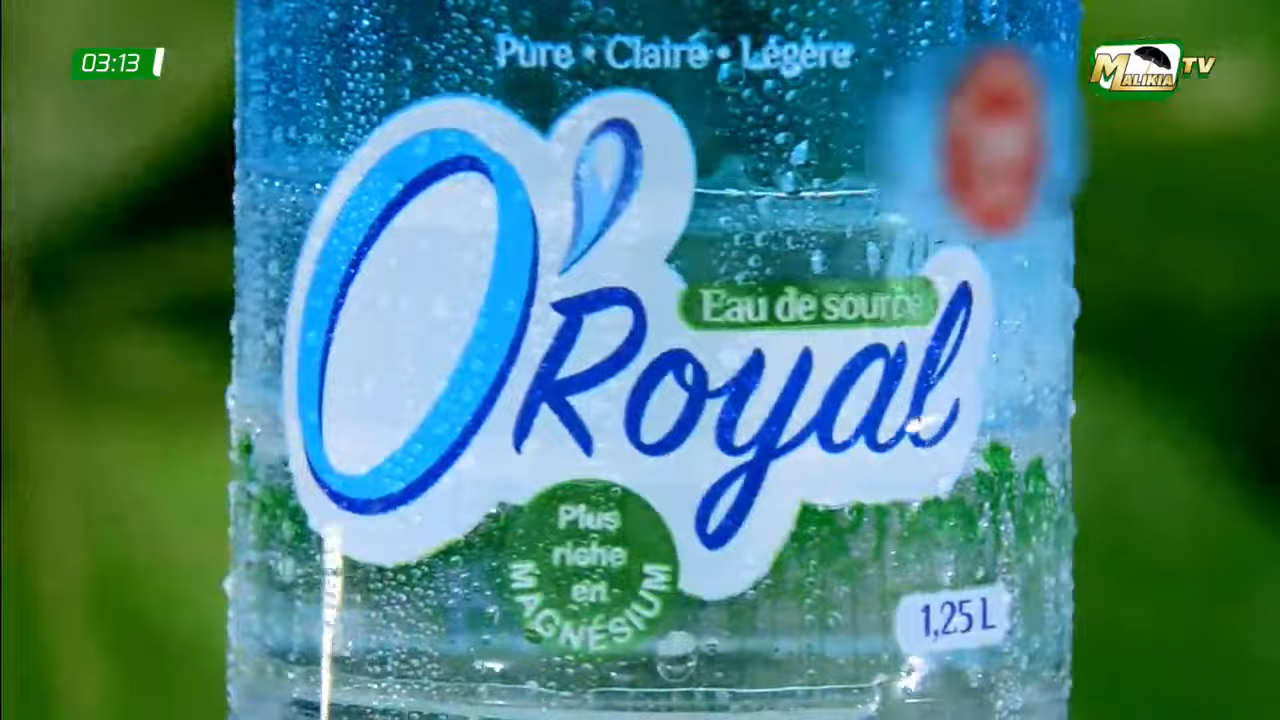 03:13
MALIKIA TV
Pure • Claire • Légère
O'Royal
Eau de source
Plus
riche
en
MAGNÉSIUM
1,25 L